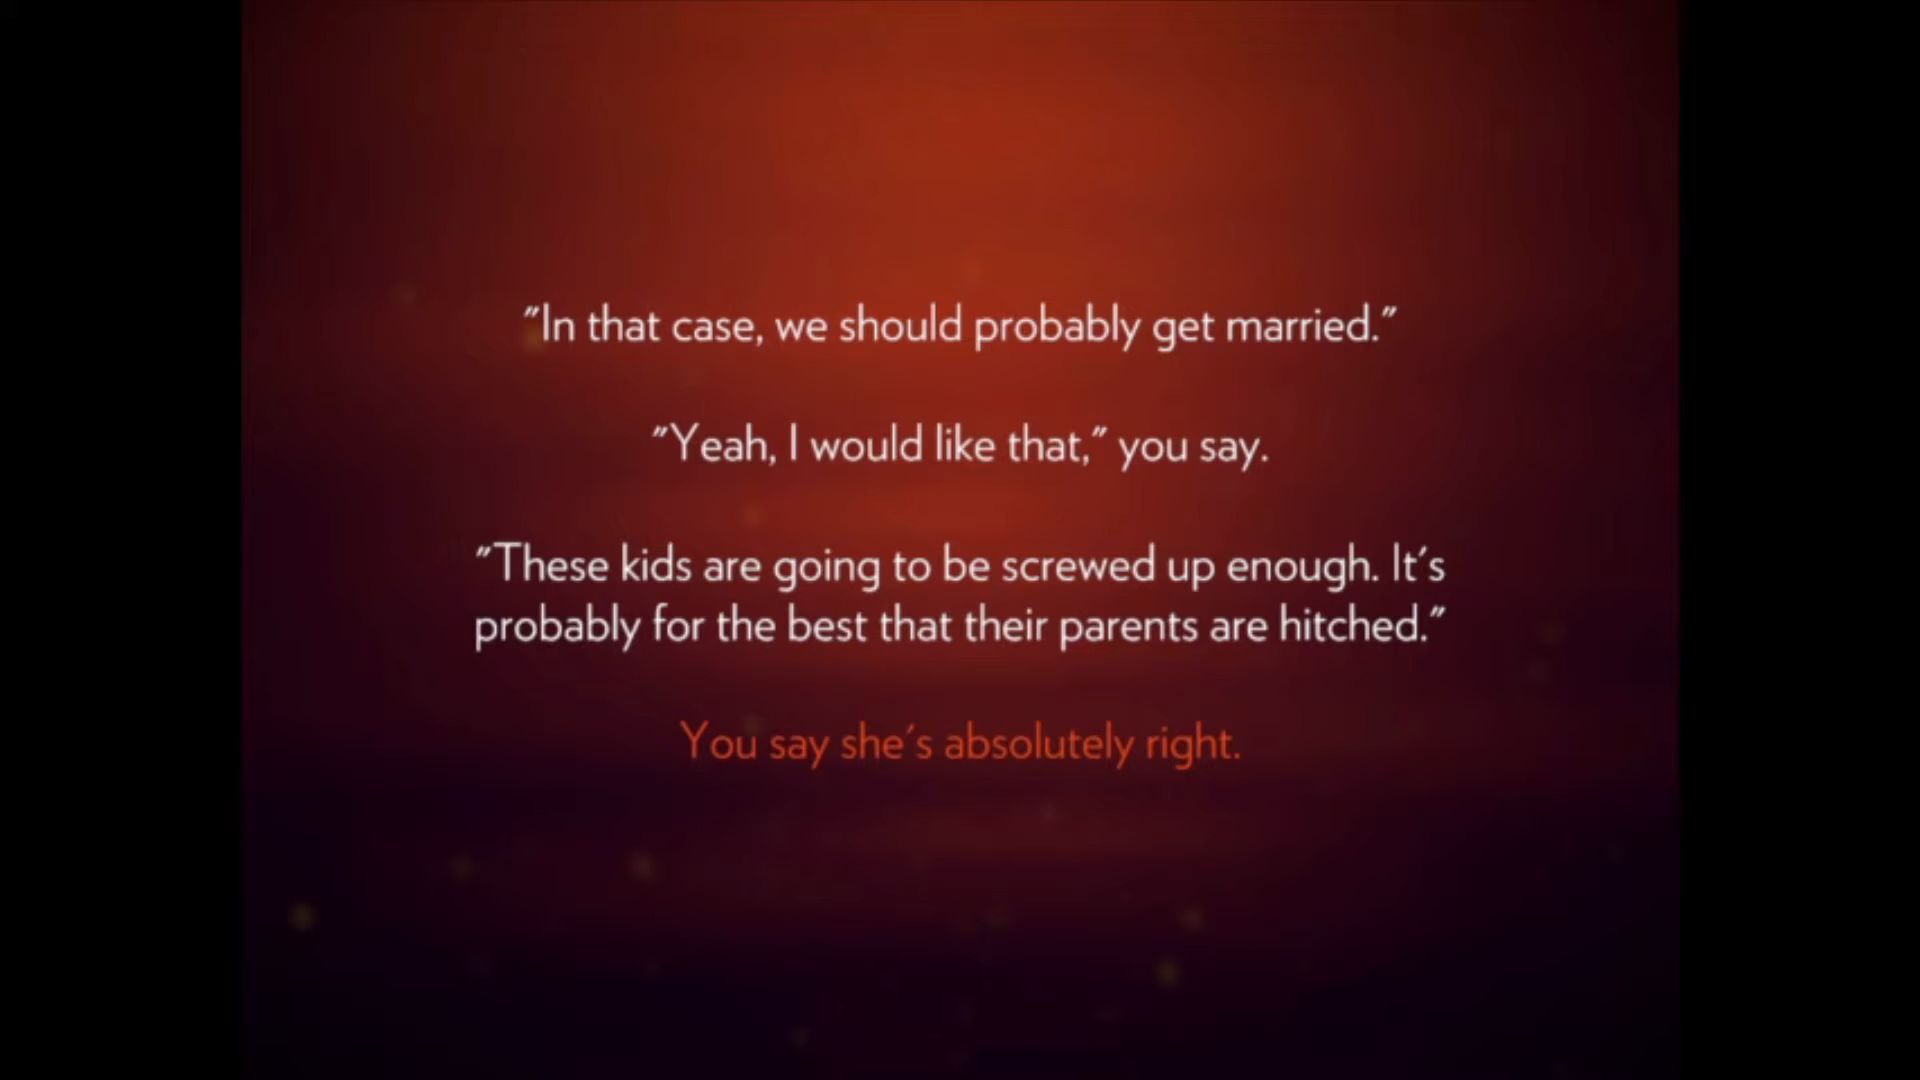 "In that case, we should probably get married."
"Yeah, I would like that," you say.
"These kids are going to be screwed up enough. It's
probably for the best that their parents are hitched."
You say she's absolutely right.